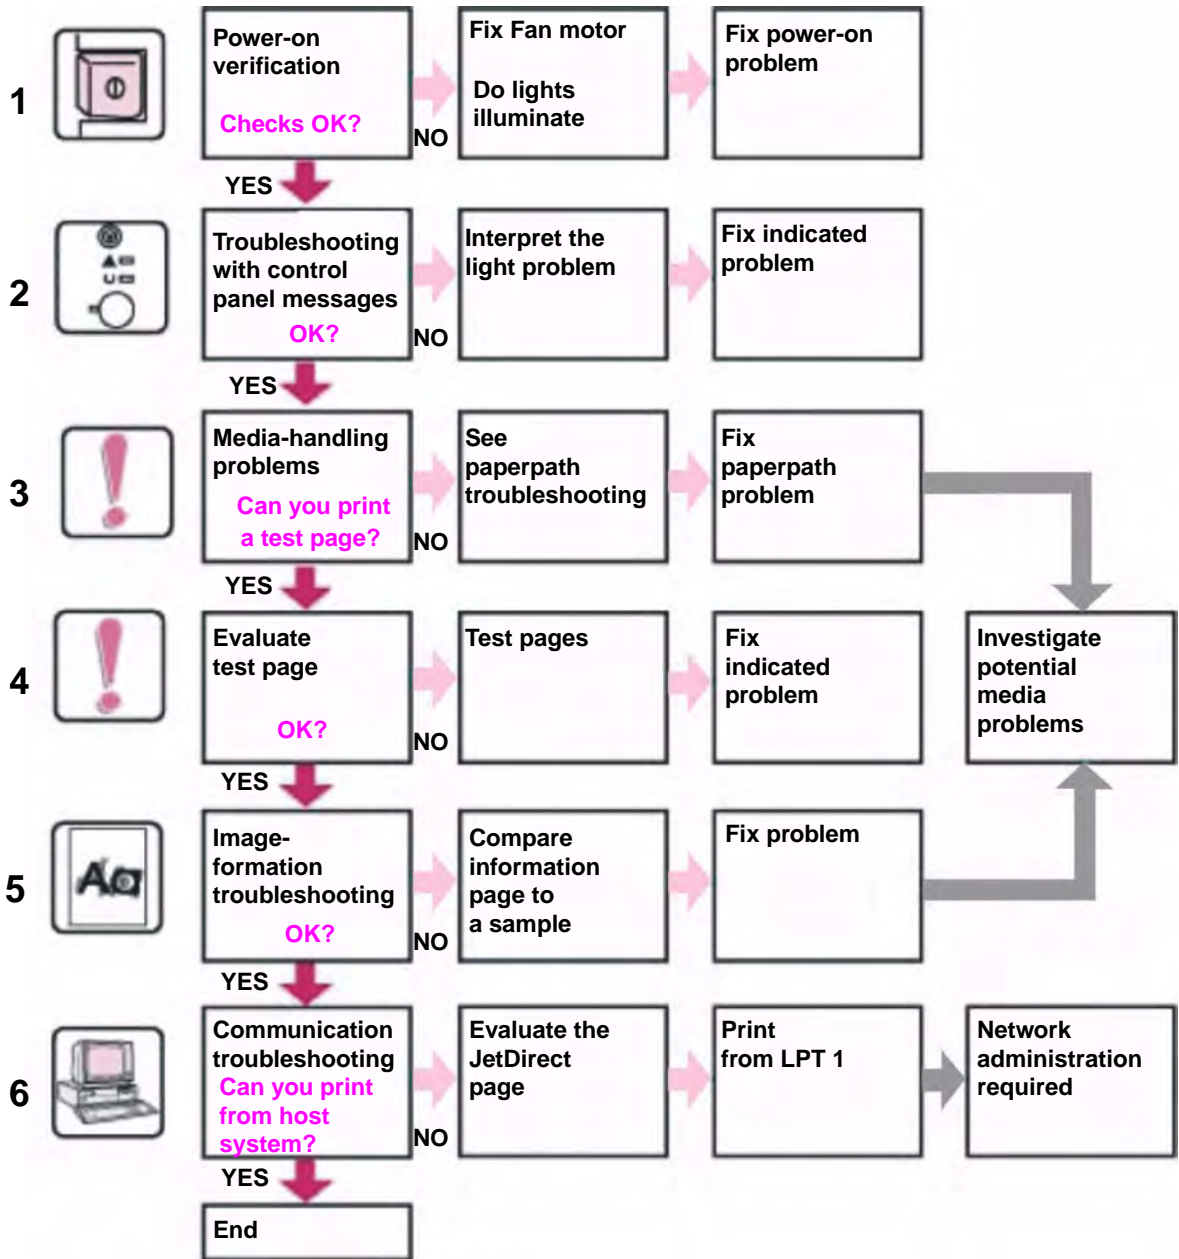 1
Power-on
verification
Checks OK?
NO
Fix Fan motor
Do lights
illuminate
Fix power-on
problem
YES
2
Troubleshooting
with control
panel messages
OK?
NO
Interpret the
light problem
Fix indicated
problem
YES
3
Media-handling
problems
Can you print
a test page?
NO
See
paperpath
troubleshooting
Fix
paperpath
problem
YES
4
Evaluate
test page
OK?
NO
Test pages
Fix
indicated
problem
Investigate
potential
media
problems
YES
5
Aa
Image-
formation
troubleshooting
OK?
NO
Compare
information
page to
a sample
Fix problem
YES
6
Communication
troubleshooting
Can you print
from host
system?
NO
Evaluate the
JetDirect
page
Print
from LPT 1
Network
administration
required
YES
End